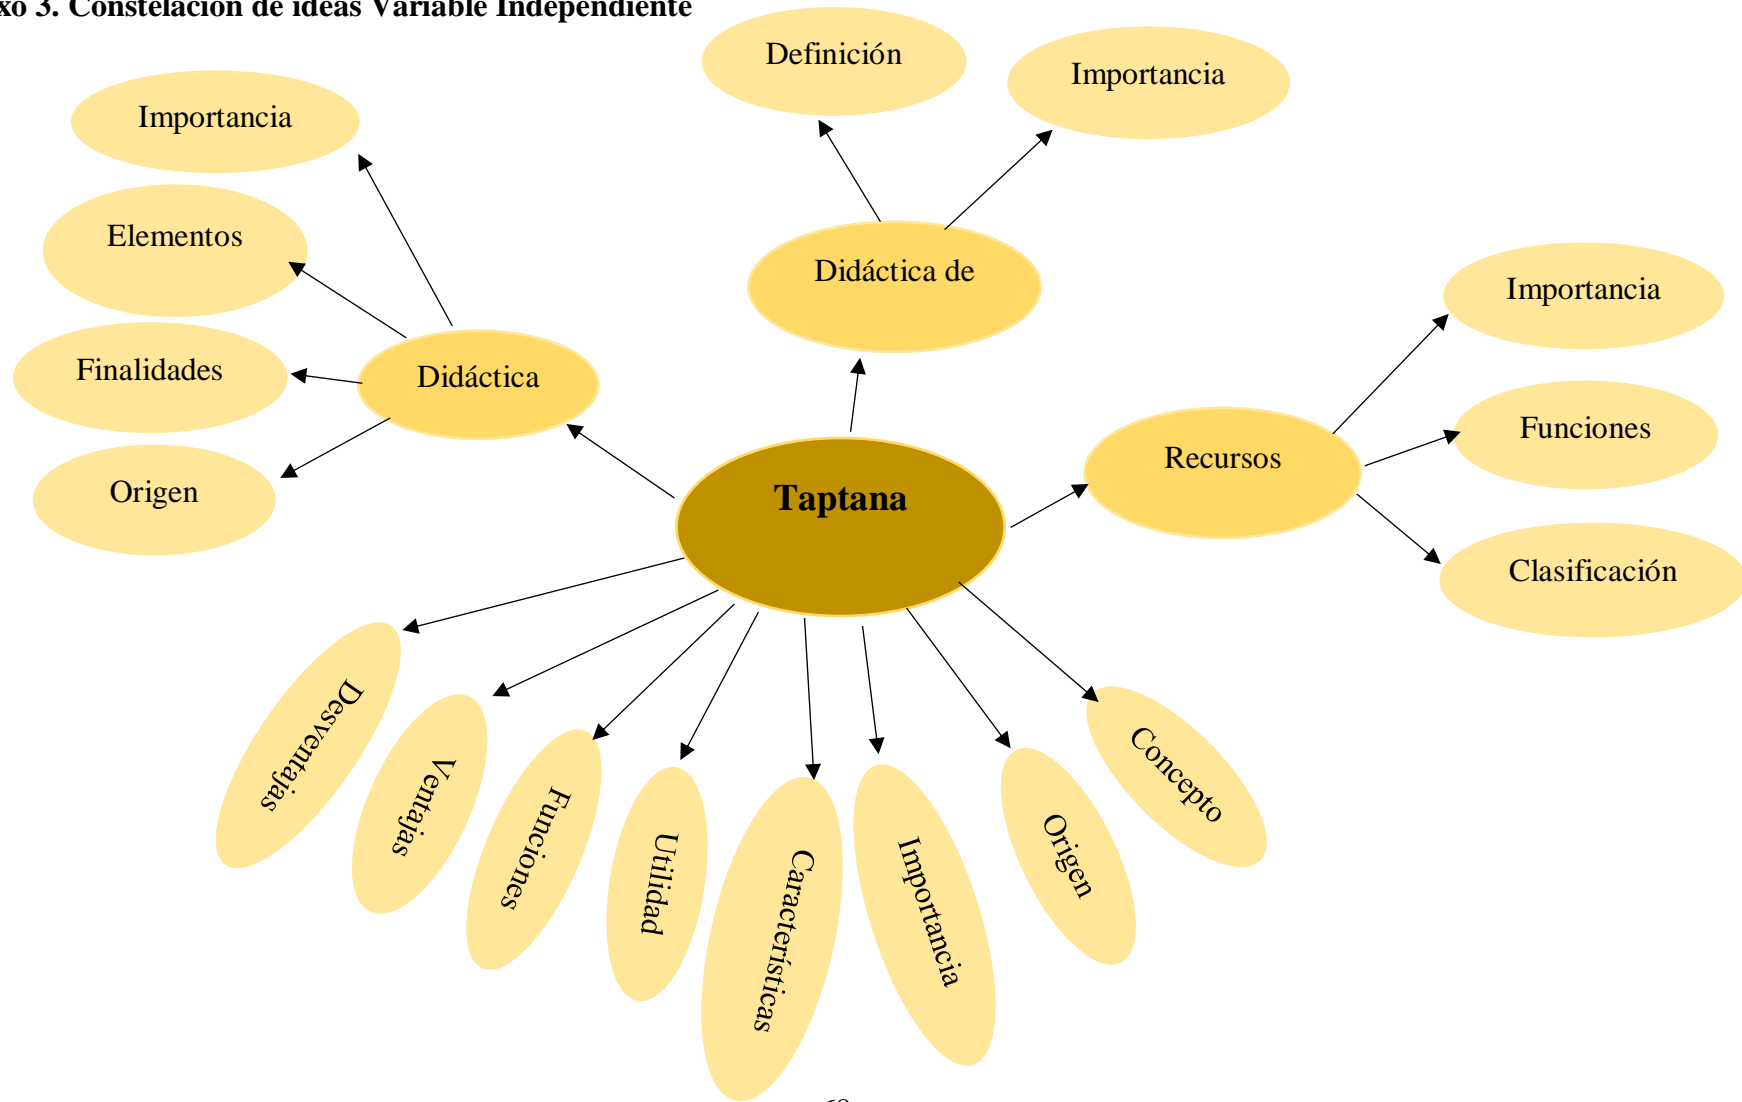 xo 3. Constelación de ideas Variable Independiente
Definición
Importancia
Importancia
Elementos
Didáctica de
Importancia
Finalidades
Didáctica
Funciones
Recursos
Origen
Taptana
Clasificación
Desventajas
Ventajas
Funciones
Utilidad
Características
Importancia
Origen
Concepto